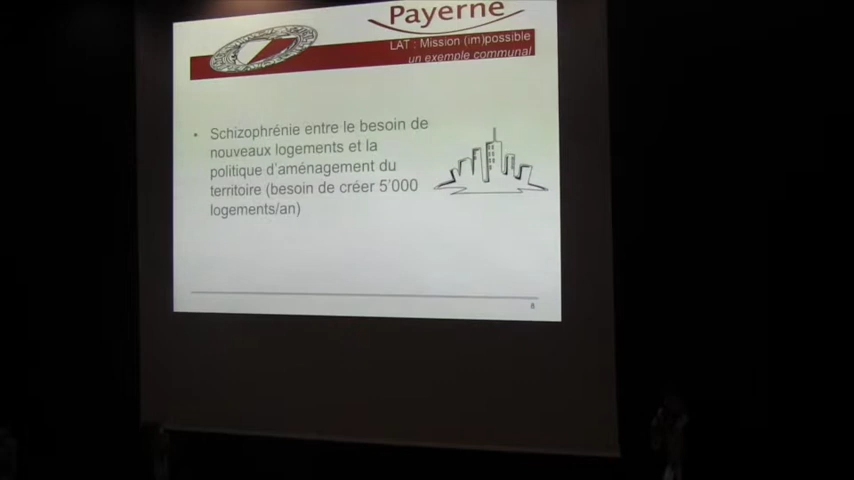 Payerne
LAT : Mission (im)possible
un exemple communal
• Schizophrénie entre le besoin de
nouveaux logements et la
politique d'aménagement du
territoire (besoin de créer 5'000
logements/an)
8